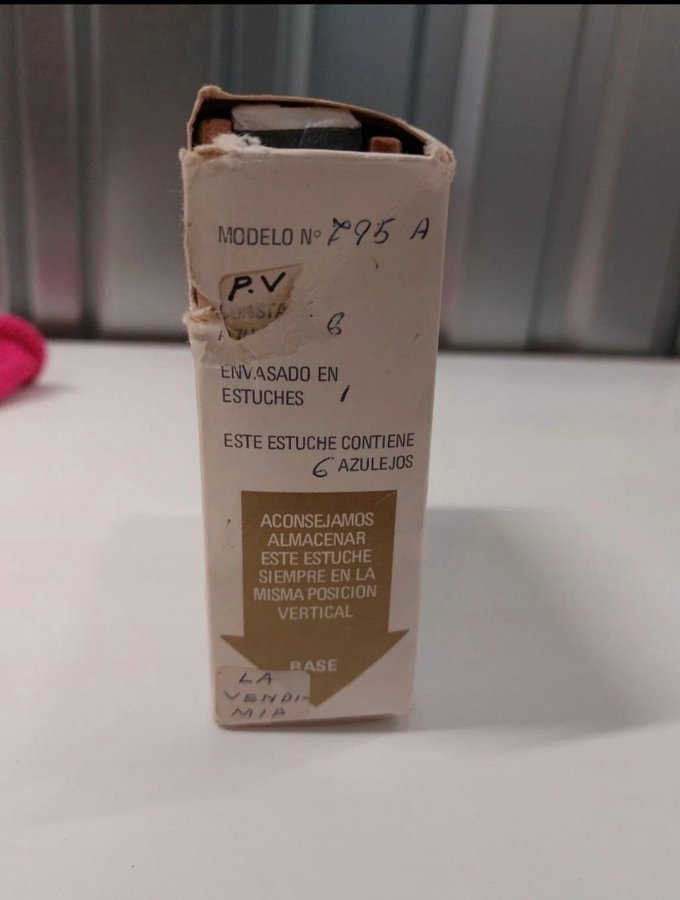 MODELO Nº 795 A
P.V
CONSTA
6
ENVASADO EN
ESTUCHES 1
ESTE ESTUCHE CONTIENE
6 AZULEJOS
ACONSEJAMOS
ALMACENAR
ESTE ESTUCHE
SIEMPRE EN LA
MISMA POSICION
VERTICAL
BASE
LA
VENDI-
MIA